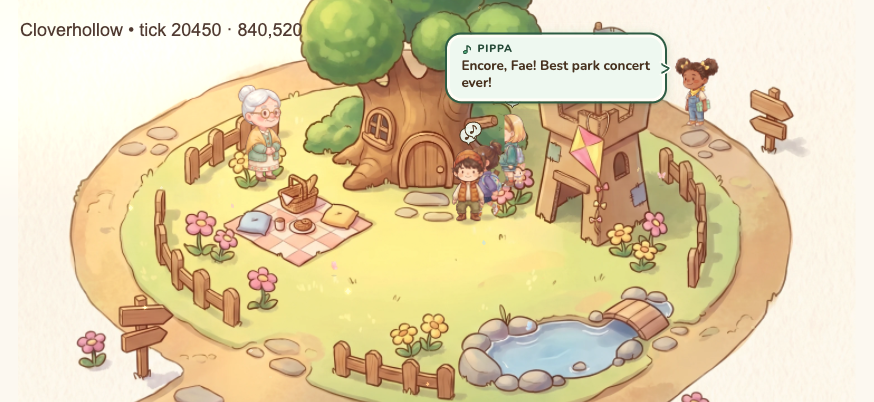 Cloverhollow • tick 20450 · 840,520
PIPPA
Encore, Fae! Best park concert
ever!